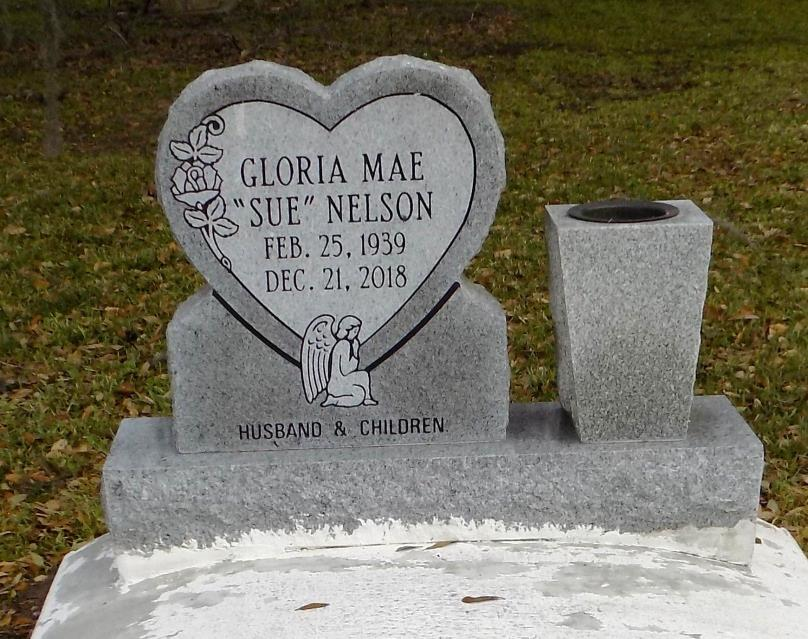 GLORIA MAE
"SUE" NELSON
FEB. 25, 1939
DEC. 21, 2018
HUSBAND & CHILDREN